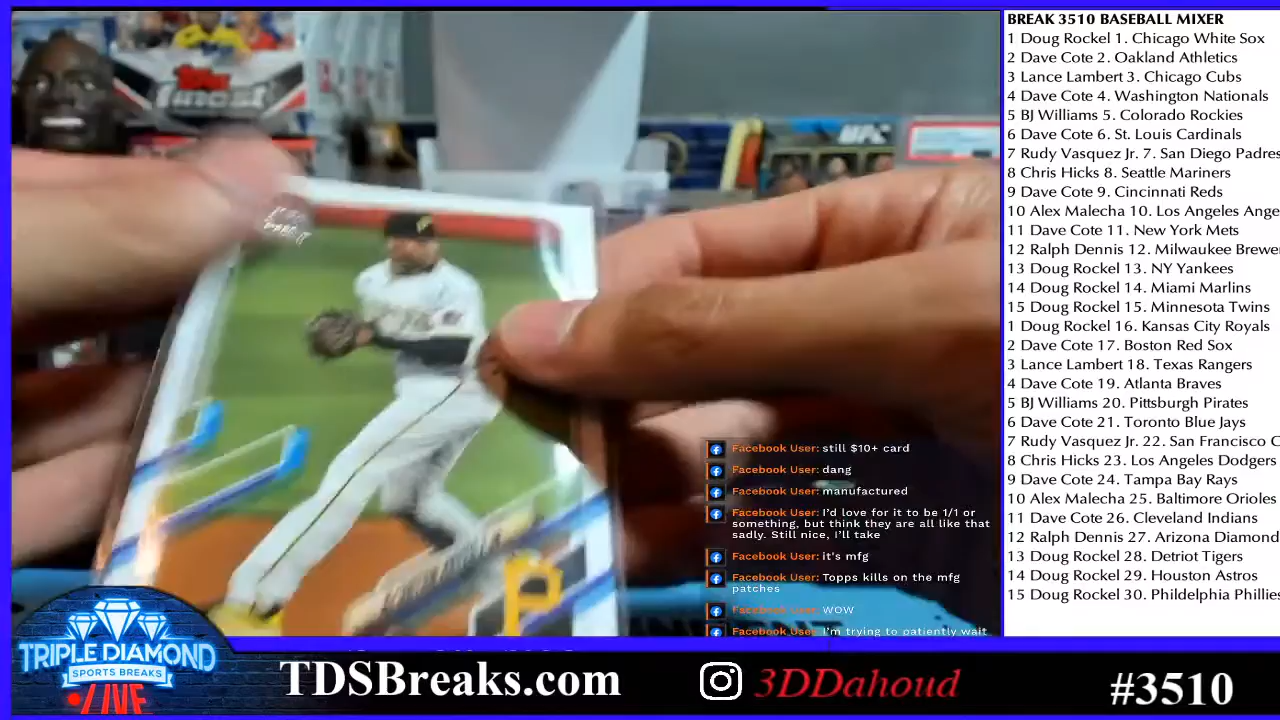 BREAK 3510 BASEBALL MIXER
1 Doug Rockel 1. Chicago White Sox
2 Dave Cote 2. Oakland Athletics
3 Lance Lambert 3. Chicago Cubs
4 Dave Cote 4. Washington Nationals
5 BJ Williams 5. Colorado Rockies
6 Dave Cote 6. St. Louis Cardinals
7 Rudy Vasquez Jr. 7. San Diego Padres
8 Chris Hicks 8. Seattle Mariners
9 Dave Cote 9. Cincinnati Reds
10 Alex Malecha 10. Los Angeles Ange
11 Dave Cote 11. New York Mets
12 Ralph Dennis 12. Milwaukee Brewe
13 Doug Rockel 13. NY Yankees
14 Doug Rockel 14. Miami Marlins
15 Doug Rockel 15. Minnesota Twins
1 Doug Rockel 16. Kansas City Royals
2 Dave Cote 17. Boston Red Sox
3 Lance Lambert 18. Texas Rangers
4 Dave Cote 19. Atlanta Braves
5 BJ Williams 20. Pittsburgh Pirates
6 Dave Cote 21. Toronto Blue Jays
7 Rudy Vasquez Jr. 22. San Francisco
8 Chris Hicks 23. Los Angeles Dodgers
9 Dave Cote 24. Tampa Bay Rays
10 Alex Malecha 25. Baltimore Orioles
11 Dave Cote 26. Cleveland Indians
12 Ralph Dennis 27. Arizona Diamond
13 Doug Rockel 28. Detriot Tigers
14 Doug Rockel 29. Houston Astros
15 Doug Rockel 30. Phildelphia Phillies
Topps
finest
UFC
P
Facebook User: still $10+ card
Facebook User: dang
Facebook User: manufactured
Facebook User: I'd love for it to be 1/1 or
something, but think they are all like that
sadly. Still nice, I'll take
Facebook User: it's mfg
Facebook User: Topps kills on the mfg
patches
Facebook User: WOW
Facebook User: I'm trying to patiently wait
TRIPLE DIAMOND
SPORTS BREAKS
LIVE
TDSBreaks.com
3DDahoud
#3510